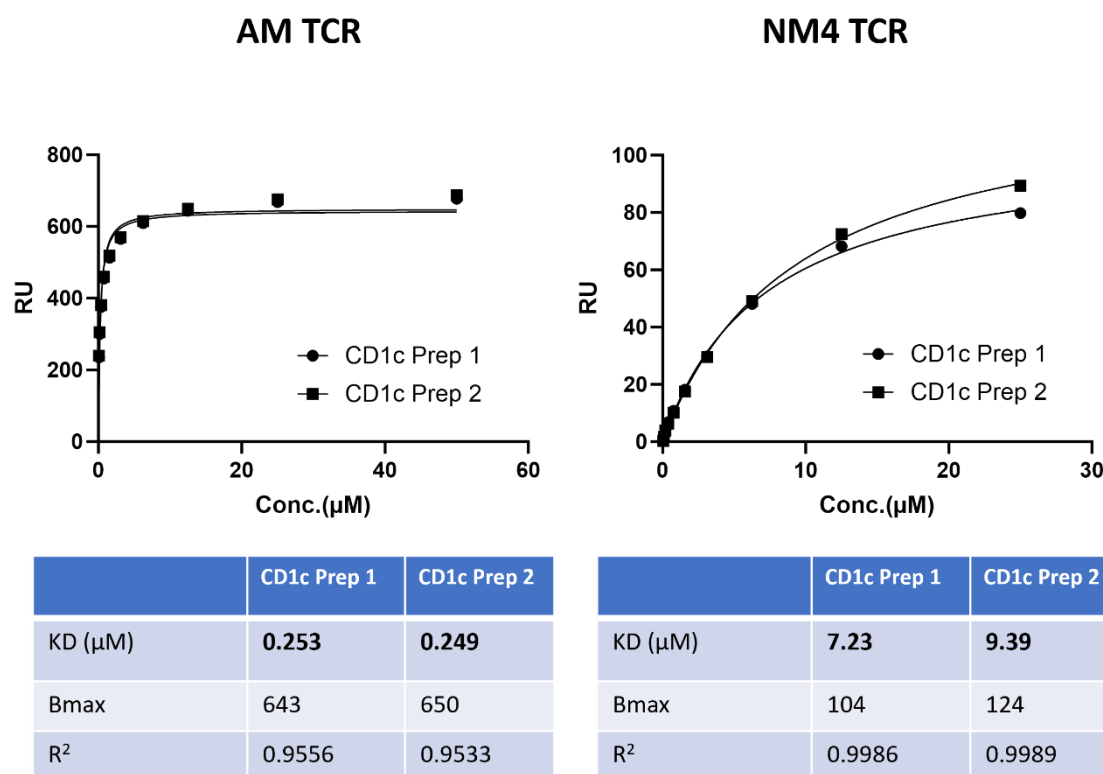 AM TCR
NM4 TCR
800
600
400
200
0
RU
0 20 40 60
Conc.(µM)
CD1c Prep 1
CD1c Prep 2
100
80
60
40
20
0
RU
0 10 20 30
Conc.(µM)
CD1c Prep 1
CD1c Prep 2
CD1c Prep 1 CD1c Prep 2
KD (µM) 0.253 0.249
Bmax 643 650
R² 0.9556 0.9533
CD1c Prep 1 CD1c Prep 2
KD (µM) 7.23 9.39
Bmax 104 124
R² 0.9986 0.9989